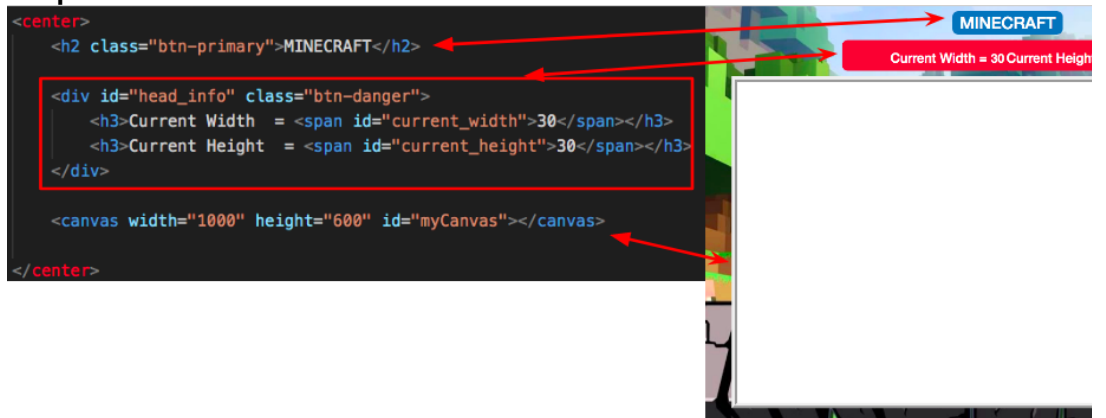 <center>
<h2 class="btn-primary">MINECRAFT</h2>
<div id="head_info" class="btn-danger">
<h3>Current Width  = <span id="current_width">30</span></h3>
<h3>Current Height  = <span id="current_height">30</span></h3>
</div>
<canvas width="1000" height="600" id="myCanvas"></canvas>
</center>
MINECRAFT
Current Width = 30 Current Height